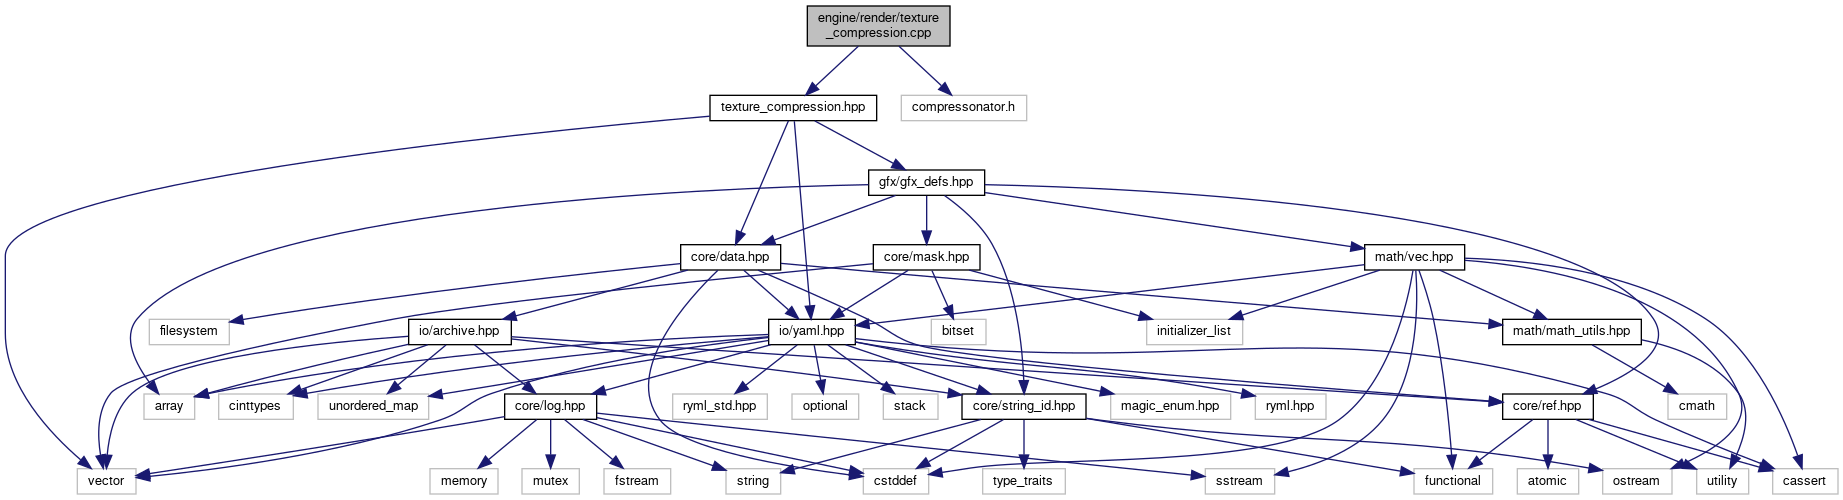 engine/render/texture
_compression.cpp
texture_compression.hpp
compressonator.h
gfx/gfx_defs.hpp
core/data.hpp
core/mask.hpp
math/vec.hpp
filesystem
io/archive.hpp
io/yaml.hpp
bitset
initializer_list
math/math_utils.hpp
array
cinttypes
unordered_map
core/log.hpp
ryml_std.hpp
optional
stack
core/string_id.hpp
magic_enum.hpp
ryml.hpp
core/ref.hpp
cmath
vector
memory
mutex
fstream
string
cstddef
type_traits
sstream
functional
atomic
ostream
utility
cassert